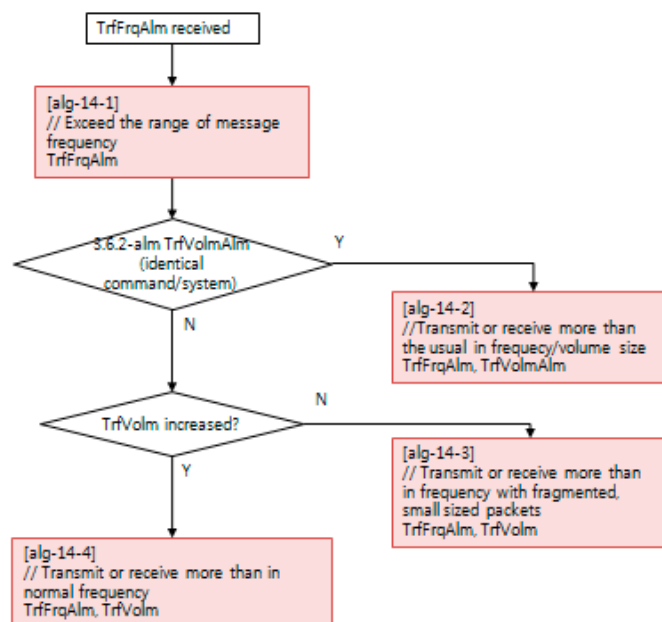 TrfFrqAlm received
[alg-14-1]
// Exceed the range of message
frequency
TrfFrqAlm
3.6.2-alm TrfVolmAlm
(identical
command/system)
Y
N
[alg-14-2]
//Transmit or receive more than
the usual in frequecy/volume size
TrfFrqAlm, TrfVolmAlm
TrfVolm increased?
N
Y
[alg-14-3]
// Transmit or receive more than
in frequency with fragmented,
small sized packets
TrfFrqAlm, TrfVolm
[alg-14-4]
// Transmit or receive more than in
normal frequency
TrfFrqAlm, TrfVolm